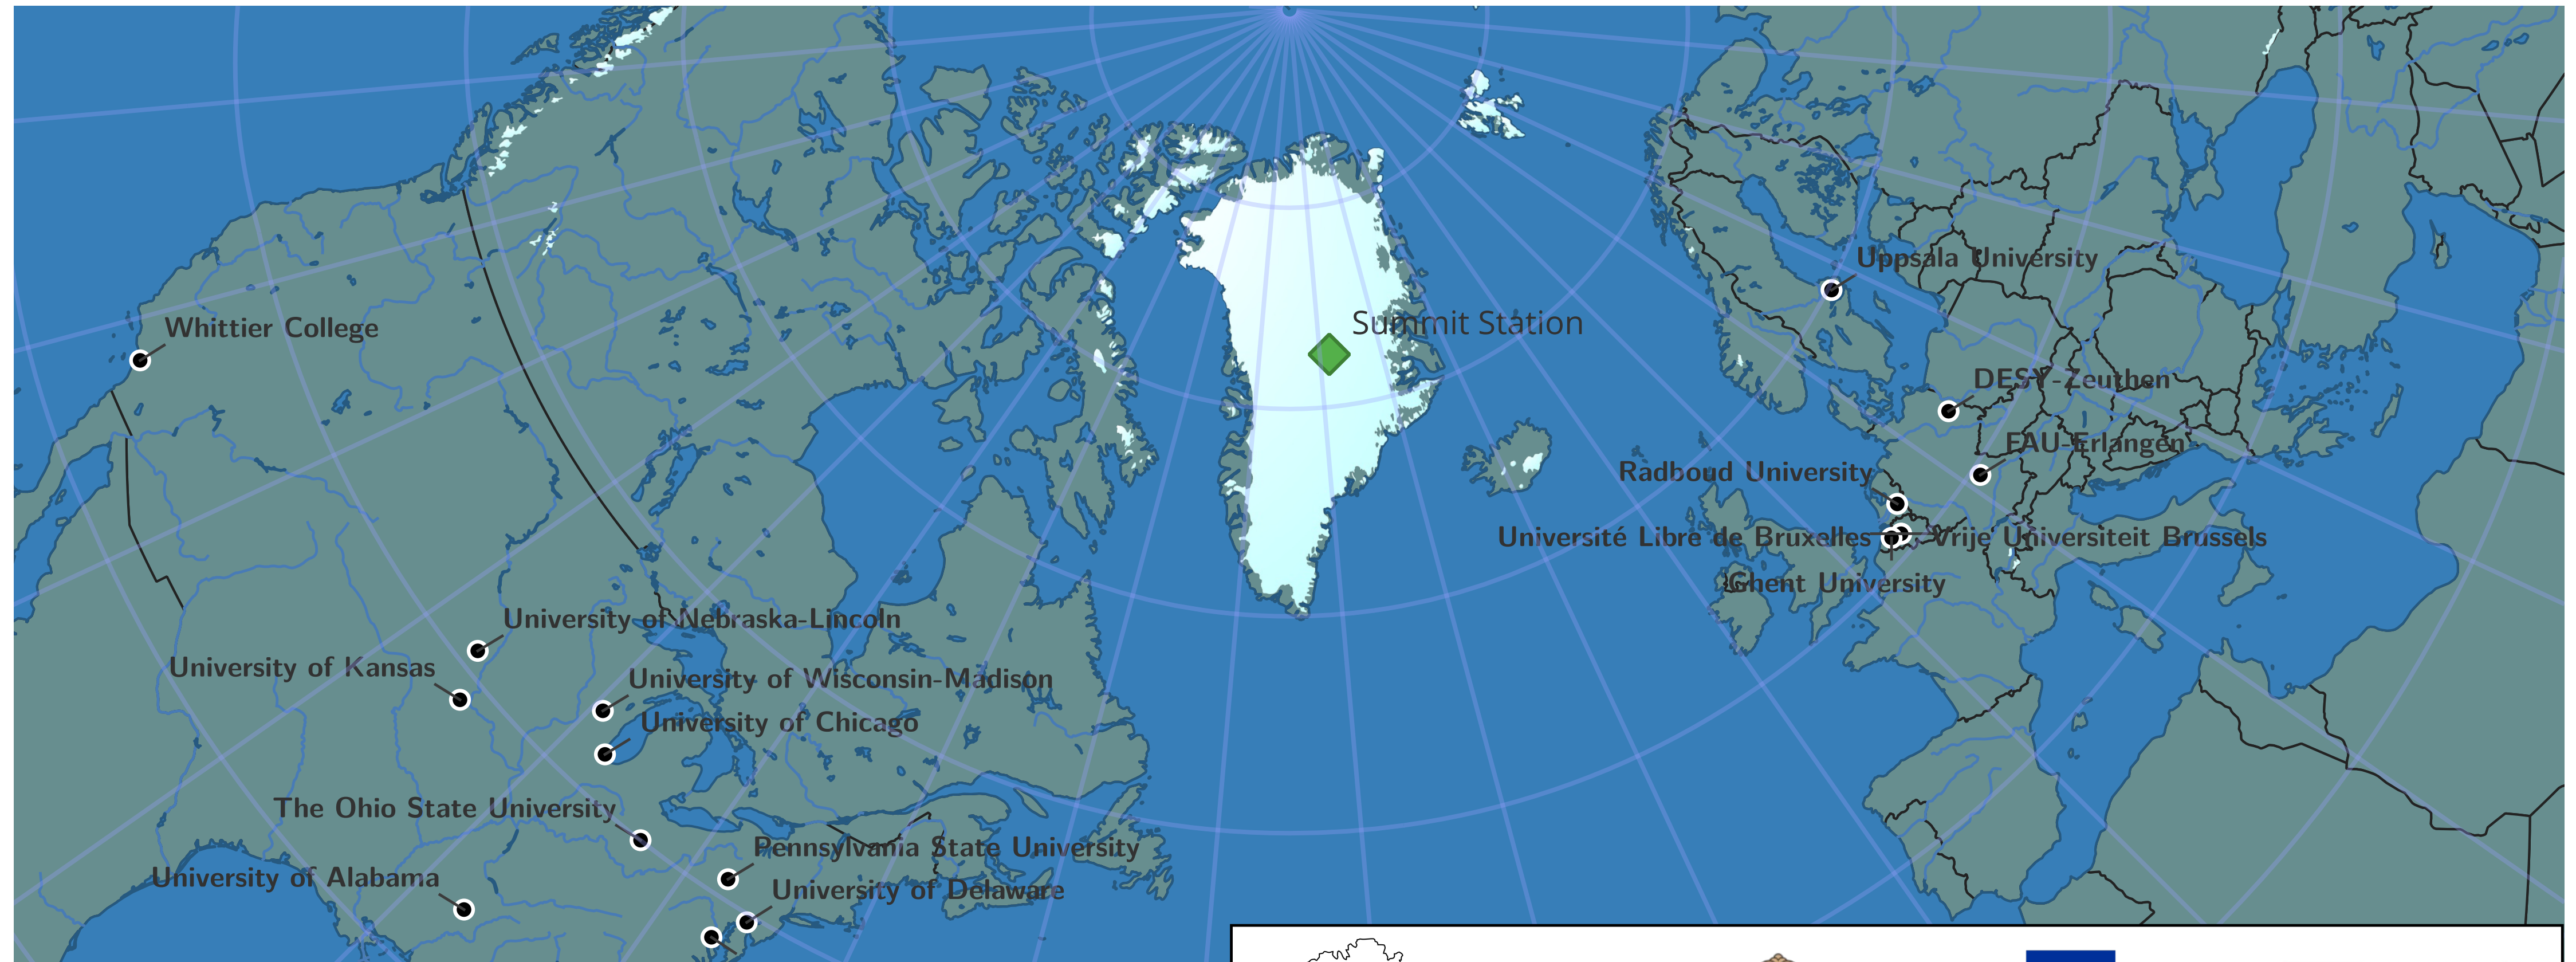 Uppsala University
Summit Station
Whittier College
DESY-Zeuthen
FAU-Erlangen
Radboud University
Université Libre de Bruxelles
Vrije Universiteit Brussels
Ghent University
University of Nebraska-Lincoln
University of Kansas
University of Wisconsin-Madison
University of Chicago
The Ohio State University
Pennsylvania State University
University of Alabama
University of Delaware